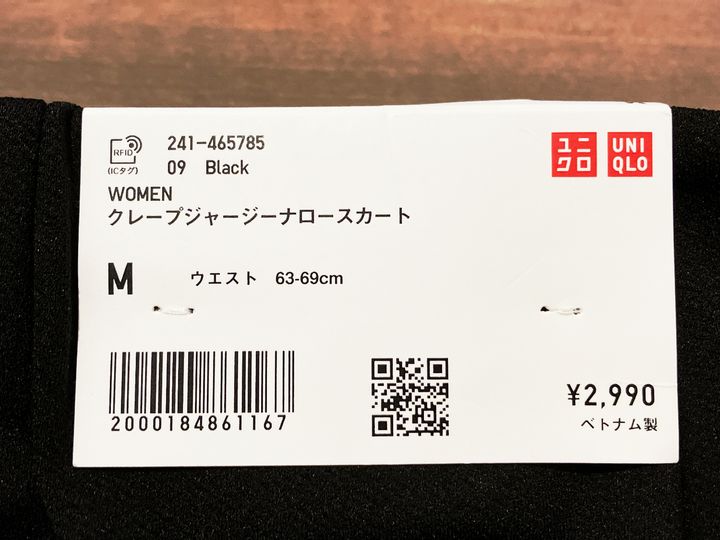 RFID
(ICタグ)
241-465785
09 Black
ユニクロ
UNIQLO
WOMEN
クレープジャージーナロースカート
M
ウエスト 63-69cm
2000184861167
¥2,990
ベトナム製